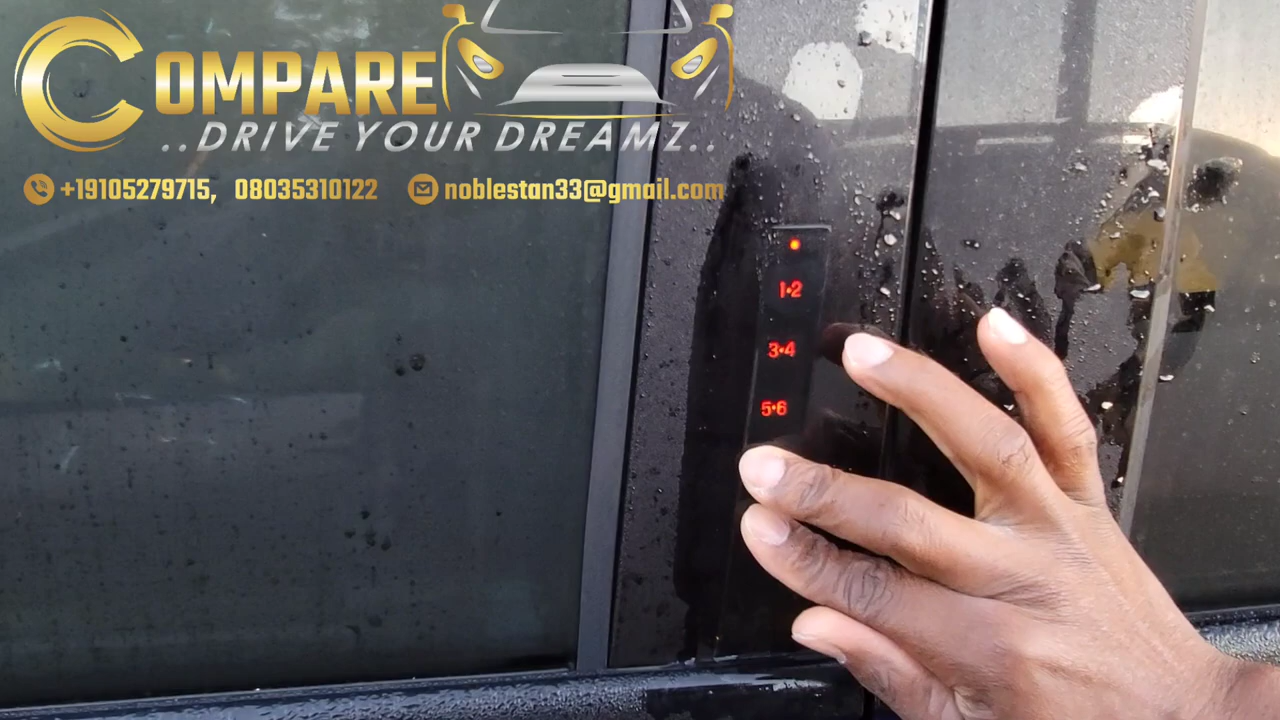 COMPARE
..DRIVE YOUR DREAMZ..
+19105279715, 08035310122 noblestan33@gmail.com
1•2
3•4
5•6